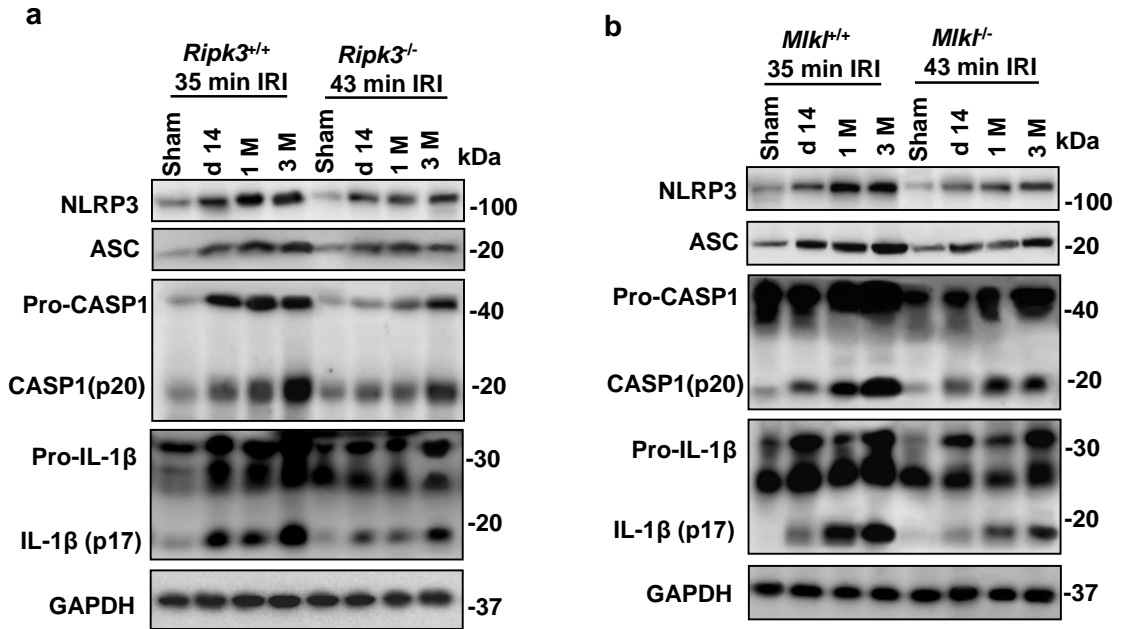 a
Ripk3+/+ Ripk3-/-
35 min IRI 43 min IRI
Sham d 14 1 M 3 M Sham d 14 1 M 3 M kDa
NLRP3 -100
ASC -20
Pro-CASP1 -40
CASP1(p20) -20
Pro-IL-1β -30
IL-1β (p17) -20
GAPDH -37
b
Mlkl+/+ Mlkl-/-
35 min IRI 43 min IRI
Sham d 14 1 M 3 M Sham d 14 1 M 3 M kDa
NLRP3 -100
ASC -20
Pro-CASP1 -40
CASP1(p20) -20
Pro-IL-1β -30
IL-1β (p17) -20
GAPDH -37